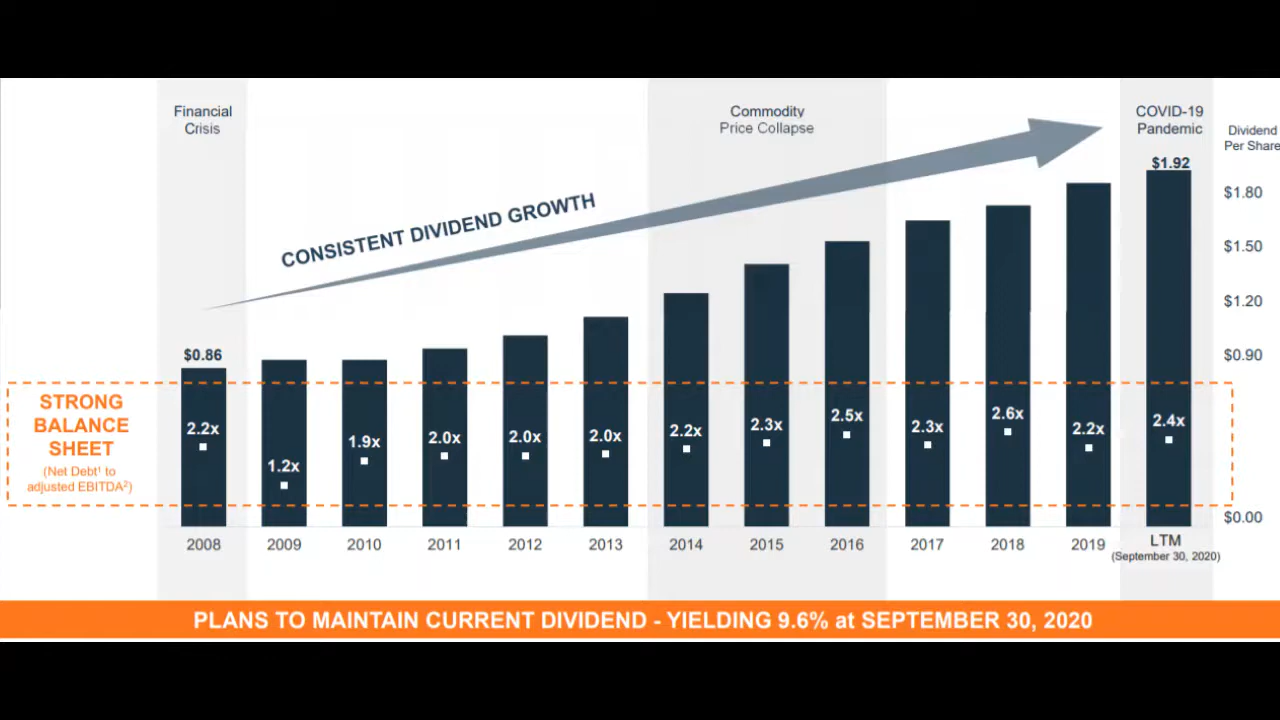 Financial
Crisis
Commodity
Price Collapse
COVID-19
Pandemic
Dividend
Per Share
$1.92
$1.80
CONSISTENT DIVIDEND GROWTH
$1.50
$1.20
$0.86
$0.90
STRONG
BALANCE
SHEET
(Net Debt¹ to
adjusted EBITDA²)
2.2x
1.2x
1.9x
2.0x
2.0x
2.0x
2.2x
2.3x
2.5x
2.3x
2.6x
2.2x
2.4x
$0.00
2008 2009 2010 2011 2012 2013 2014 2015 2016 2017 2018 2019 LTM
(September 30, 2020)
PLANS TO MAINTAIN CURRENT DIVIDEND - YIELDING 9.6% at SEPTEMBER 30, 2020